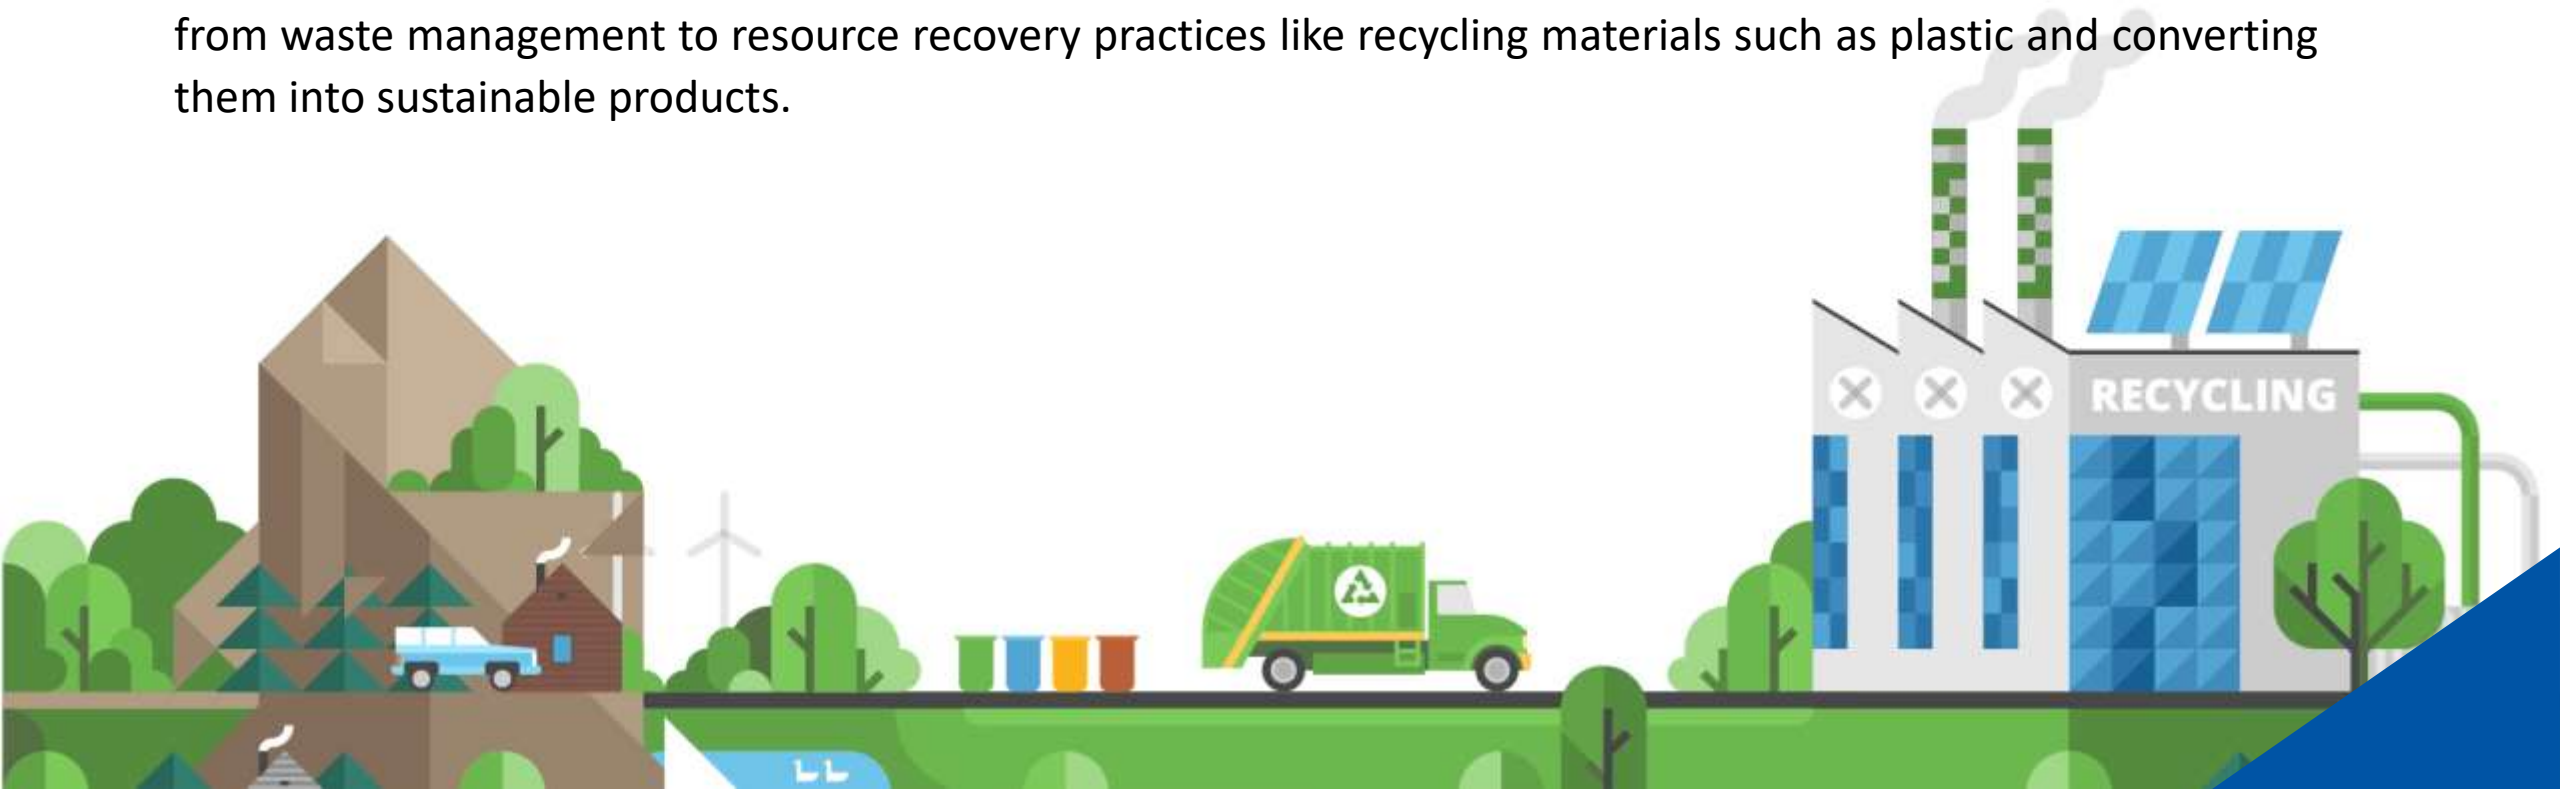 from waste management to resource recovery practices like recycling materials such as plastic and converting
them into sustainable products.
RECYCLING